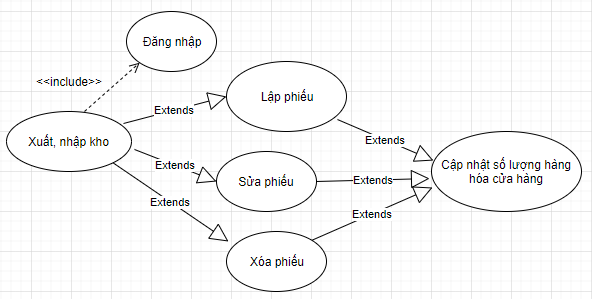 Đăng nhập
<<include>>
Lập phiếu
Extends
Extends
Xuất, nhập kho
Cập nhật số lượng hàng
hóa cửa hàng
Extends
Sửa phiếu
Extends
Extends
Extends
Xóa phiếu